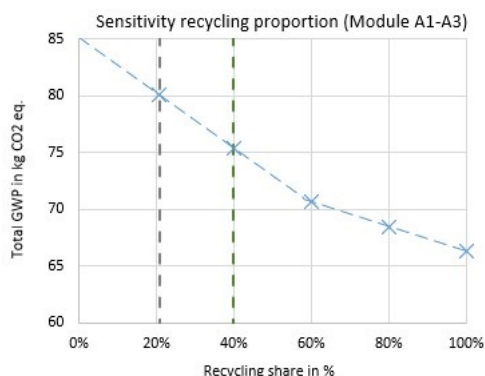 Sensitivity recycling proportion (Module A1-A3)
85
80
75
70
65
60
Total GWP in kg CO2 eq.
0% 20% 40% 60% 80% 100%
Recycling share in %